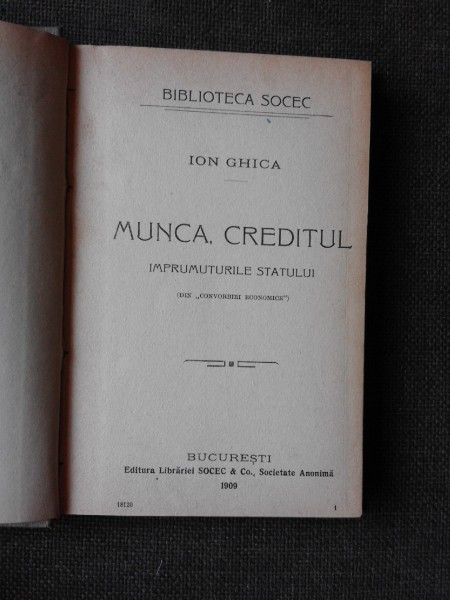 BIBLIOTECA SOCEC
ION GHICA
MUNCA, CREDITUL
IMPRUMUTURILE STATULUI
(DIN „CONVORBIRI ECONOMICE")
BUCUREȘTI
Editura Librăriei SOCEC & Co., Societate Anonimă
1909
18120 1